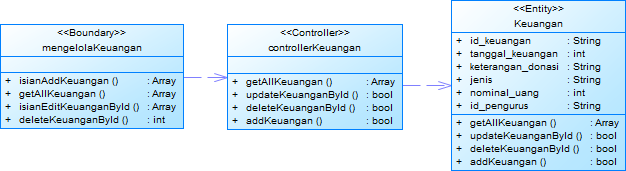 <<Boundary>>
mengelolaKeuangan
+ isianAddKeuangan () : Array
+ getAllKeuangan () : Array
+ isianEditKeuanganById () : Array
+ deleteKeuanganById () : int
<<Controller>>
controllerKeuangan
+ getAllKeuangan () : Array
+ updateKeuanganById () : bool
+ deleteKeuanganById () : bool
+ addKeuangan () : bool
<<Entity>>
Keuangan
+ id_keuangan : String
+ tanggal_keuangan : int
+ keterangan_donasi : String
+ jenis : String
+ nominal_uang : int
+ id_pengurus : String
+ getAllKeuangan () : Array
+ updateKeuanganById () : bool
+ deleteKeuanganById () : bool
+ addKeuangan () : bool